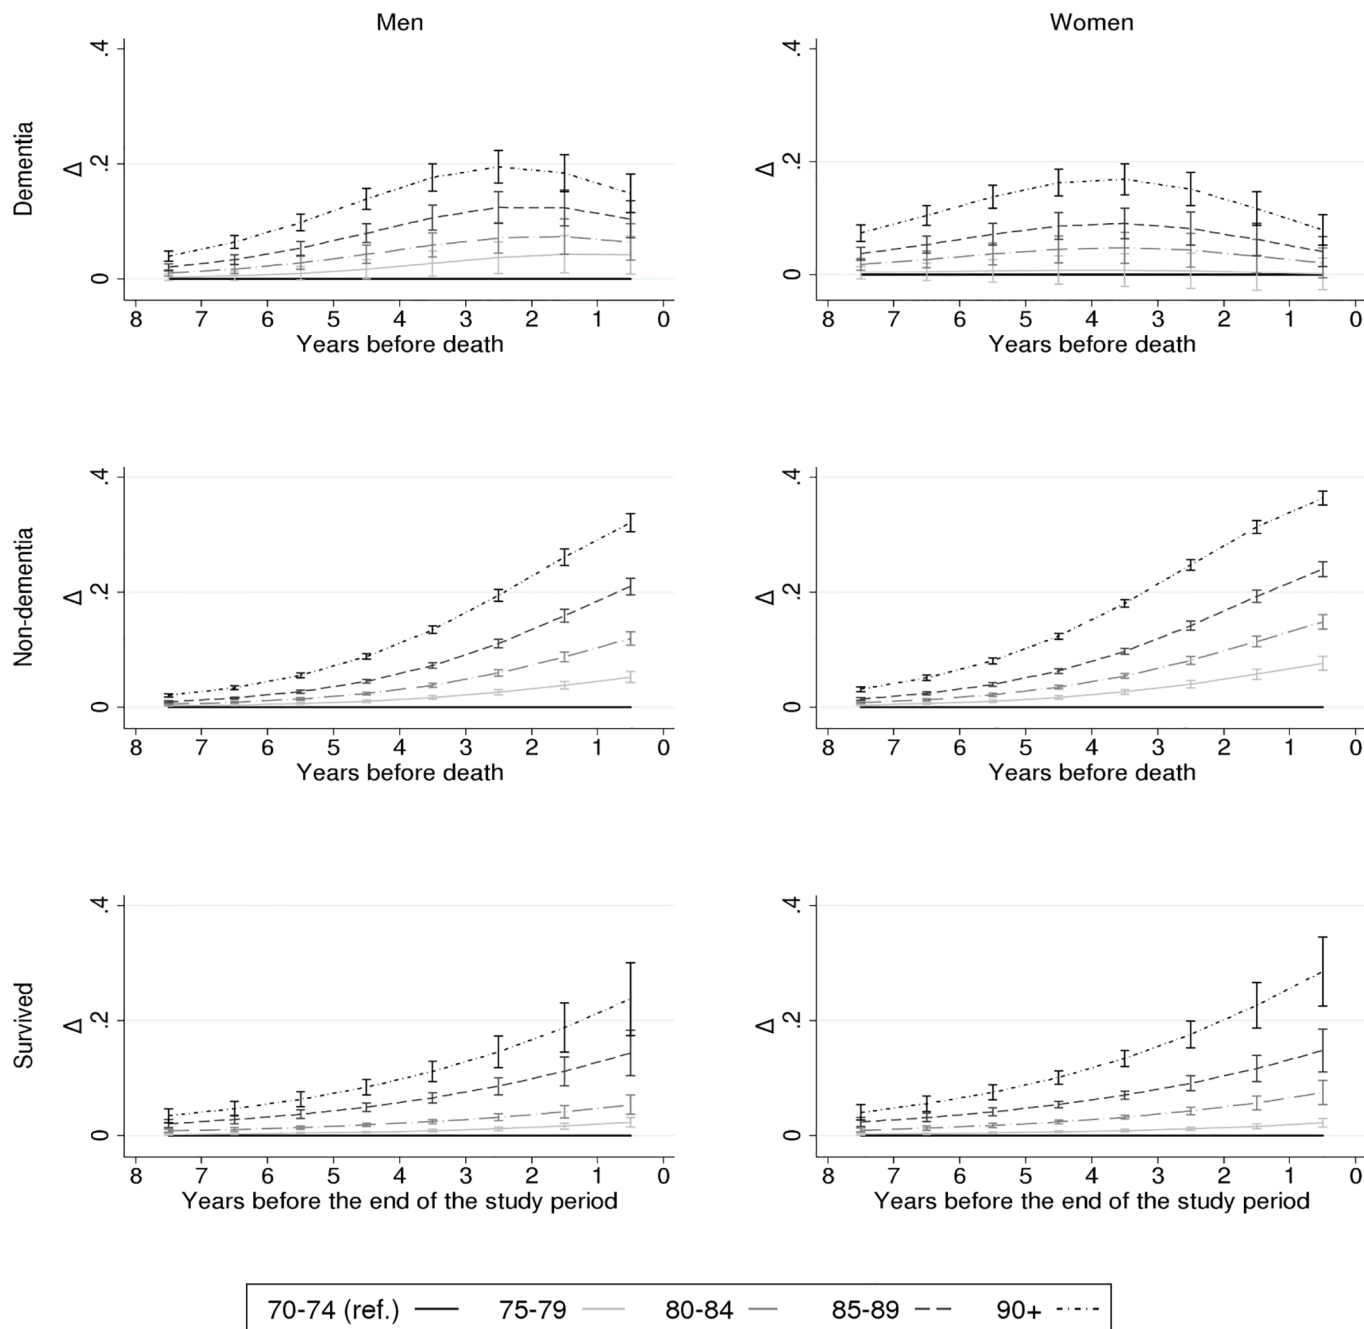 Men
Women
Dementia
Δ
0 .2 .4
8 7 6 5 4 3 2 1 0
Years before death
Δ
0 .2 .4
8 7 6 5 4 3 2 1 0
Years before death
Non-dementia
Δ
0 .2 .4
8 7 6 5 4 3 2 1 0
Years before death
Δ
0 .2 .4
8 7 6 5 4 3 2 1 0
Years before death
Survived
Δ
0 .2 .4
8 7 6 5 4 3 2 1 0
Years before the end of the study period
Δ
0 .2 .4
8 7 6 5 4 3 2 1 0
Years before the end of the study period
70-74 (ref.) 75-79 80-84 85-89 90+